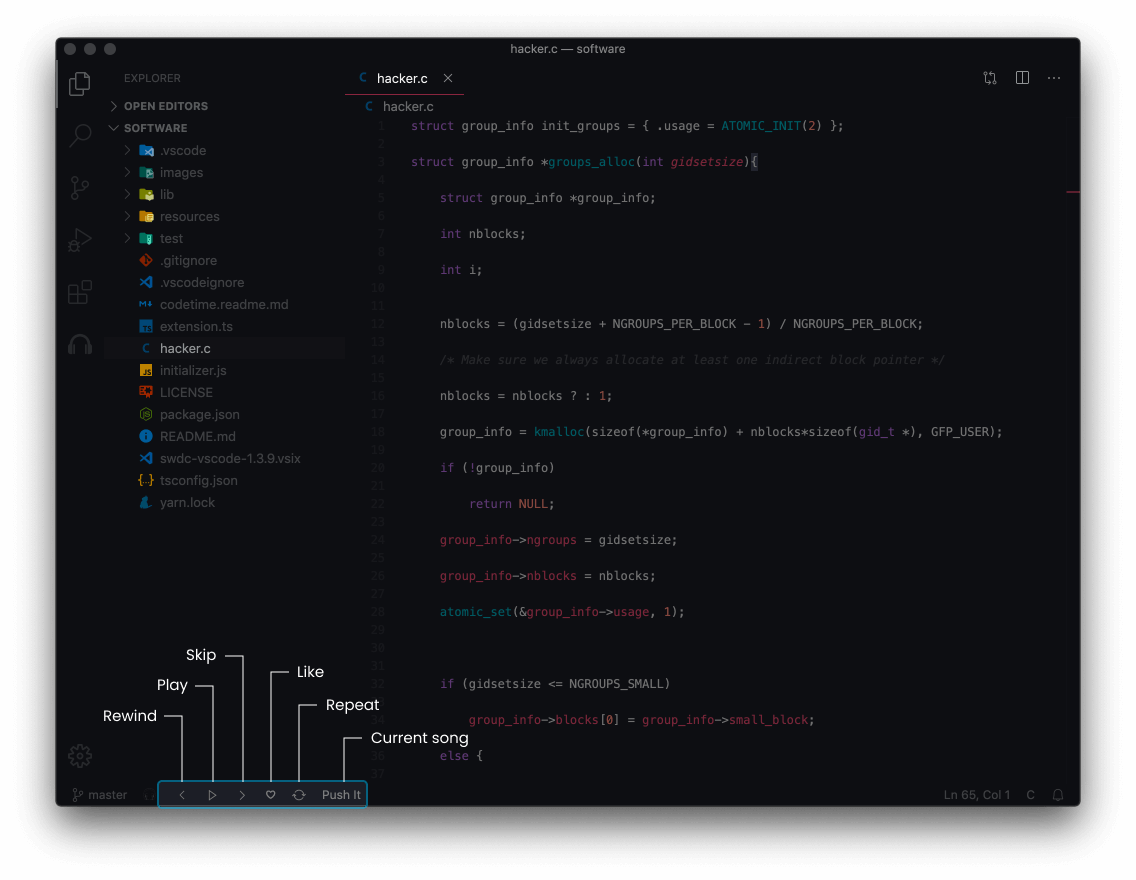 hacker.c — software
EXPLORER
OPEN EDITORS
SOFTWARE
.vscode
images
lib
resources
test
.gitignore
.vscodeignore
codetime.readme.md
extension.ts
hacker.c
initializer.js
LICENSE
package.json
README.md
swdc-vscode-1.3.9.vsix
tsconfig.json
yarn.lock
C hacker.c
C hacker.c
1 struct group_info init_groups = { .usage = ATOMIC_INIT(2) };
2
3 struct group_info *groups_alloc(int gidsetsize){
4
5 struct group_info *group_info;
6
7 int nblocks;
8
9 int i;
10
11
12 nblocks = (gidsetsize + NGROUPS_PER_BLOCK - 1) / NGROUPS_PER_BLOCK;
13
14 /* Make sure we always allocate at least one indirect block pointer */
15
16 nblocks = nblocks ? : 1;
17
18 group_info = kmalloc(sizeof(*group_info) + nblocks*sizeof(gid_t *), GFP_USER);
19
20 if (!group_info)
21
22 return NULL;
23
24 group_info->ngroups = gidsetsize;
25
26 group_info->nblocks = nblocks;
27
28 atomic_set(&group_info->usage, 1);
29
30
31
32 if (gidsetsize <= NGROUPS_SMALL)
34 group_info->blocks[0] = group_info->small_block;
36 else {
37
Skip
Like
Play
Repeat
Rewind
Current song
master
Push It
Ln 65, Col 1
C